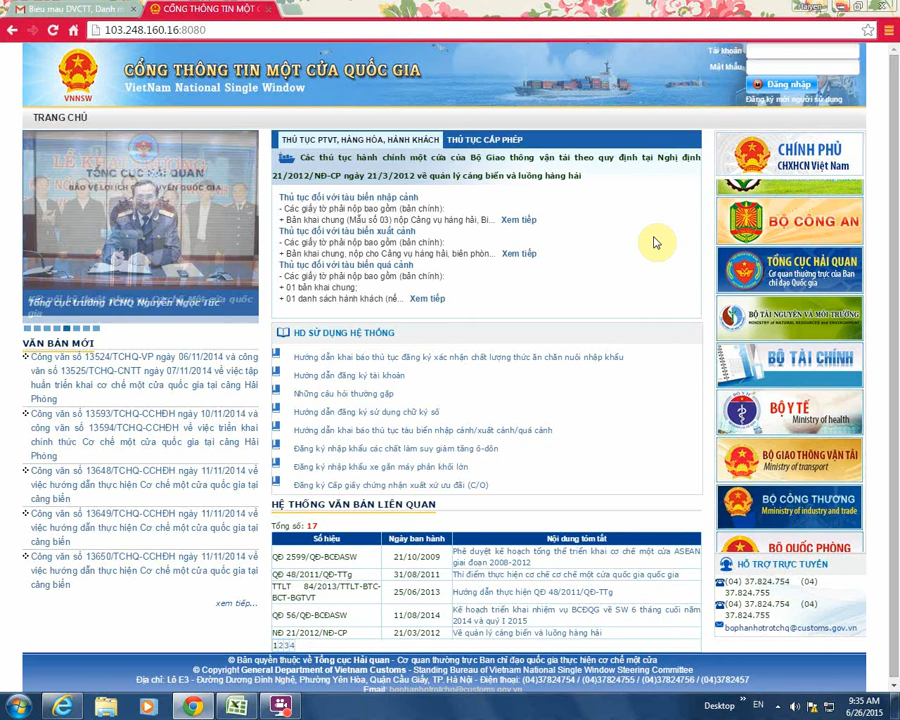 Biểu mẫu DVCTT, Danh m
CỔNG THÔNG TIN MỘT C
103.248.160.16:8080
VNNSW
CỔNG THÔNG TIN MỘT CỬA QUỐC GIA
VietNam National Single Window
Tài khoản
Mật khẩu
Đăng nhập
Đăng ký mới người sử dụng
TRANG CHỦ
LỄ KHAI TRƯƠNG
TỔNG CỤC HẢI QUAN
Tổng cục trưởng TCHQ Nguyễn Ngọc Túc
VĂN BẢN MỚI
Công văn số 13524/TCHQ-VP ngày 06/11/2014 và công
văn số 13525/TCHQ-CNTT ngày 07/11/2014 về việc tập
huấn triển khai cơ chế một cửa quốc gia tại cảng Hải
Phòng
Công văn số 13593/TCHQ-CCHĐH ngày 10/11/2014 và
công văn số 13594/TCHQ-CCHĐH về việc triển khai
chính thức Cơ chế một cửa quốc gia tại cảng Hải
Phòng
Công văn số 13648/TCHQ-CCHĐH ngày 11/11/2014 về
việc hướng dẫn thực hiện Cơ chế một cửa quốc gia tại
cảng biển
Công văn số 13649/TCHQ-CCHĐH ngày 11/11/2014 về
việc hướng dẫn thực hiện Cơ chế một cửa quốc gia tại
cảng biển
Công văn số 13650/TCHQ-CCHĐH ngày 11/11/2014 về
việc hướng dẫn thực hiện Cơ chế một cửa quốc gia tại
cảng biển
xem tiếp...
THỦ TỤC PTVT, HÀNG HÓA, HÀNH KHÁCH THỦ TỤC CẤP PHÉP
Các thủ tục hành chính một cửa của Bộ Giao thông vận tải theo quy định tại Nghị định
21/2012/NĐ-CP ngày 21/3/2012 về quản lý cảng biển và luồng hàng hải
Thủ tục đối với tàu biển nhập cảnh
- Các giấy tờ phải nộp bao gồm (bản chính):
+ Bản khai chung (Mẫu số 03) nộp Cảng vụ hàng hải, Bi... Xem tiếp
Thủ tục đối với tàu biển xuất cảnh
- Các giấy tờ phải nộp bao gồm (bản chính):
+ Bản khai chung, nộp cho Cảng vụ hàng hải, biên phòn... Xem tiếp
Thủ tục đối với tàu biển quá cảnh
- Các giấy tờ phải nộp bao gồm (bản chính):
+ 01 bản khai chung;
+ 01 danh sách hành khách (nế... Xem tiếp
HD SỬ DỤNG HỆ THỐNG
Hướng dẫn khai báo thủ tục đăng ký xác nhận chất lượng thức ăn chăn nuôi nhập khẩu
Hướng dẫn đăng ký tài khoản
Những câu hỏi thường gặp
Hướng dẫn đăng ký sử dụng chữ ký số
Hướng dẫn khai báo thủ tục tàu biển nhập cảnh/xuất cảnh/quá cảnh
Đăng ký nhập khẩu các chất làm suy giảm tầng ô-dôn
Đăng ký nhập khẩu xe gắn máy phân khối lớn
Đăng ký Cấp giấy chứng nhận xuất xứ ưu đãi (C/O)
HỆ THỐNG VĂN BẢN LIÊN QUAN
Tổng số: 17
Số hiệu Ngày ban hành Nội dung tóm tắt
QĐ 2599/QĐ-BCĐASW 21/10/2009 Phê duyệt kế hoạch tổng thể triển khai cơ chế một cửa ASEAN
giai đoạn 2008-2012
QĐ 48/2011/QĐ-TTg 31/08/2011 Thí điểm thực hiện cơ chế cơ chế một cửa quốc gia quốc gia
TTLT 84/2013/TTLT-BTC-
BCT-BGTVT 25/06/2013 Hướng dẫn thực hiện QĐ 48/2011/QĐ-TTg
QĐ 56/QĐ-BCĐASW 11/08/2014 Kế hoạch triển khai nhiệm vụ BCĐQG về SW 6 tháng cuối năm
2014 và quý I 2015
NĐ 21/2012/NĐ-CP 21/03/2012 Về quản lý cảng biển và luồng hàng hải
1234
CHÍNH PHỦ
CHXHCN Việt Nam
BỘ CÔNG AN
TỔNG CỤC HẢI QUAN
Cơ quan thường trực của Ban
chỉ đạo Quốc gia
BỘ TÀI NGUYÊN VÀ MÔI TRƯỜNG
BỘ TÀI CHÍNH
BỘ Y TẾ
Ministry of health
BỘ GIAO THÔNG VẬN TẢI
Ministry of transport
BỘ CÔNG THƯƠNG
Mministry of industry and trade
BỘ QUỐC PHÒNG
HỖ TRỢ TRỰC TUYẾN
(04) 37.824.754 (04)
37.824.755
(04) 37.824.754 (04)
37.824.755
bophanhotrotchq@customs.gov.vn
© Bản quyền thuộc về Tổng cục Hải quan - Cơ quan thường trực Ban chỉ đạo quốc gia thực hiện cơ chế một cửa
© Copyright General Department of Vietnam Customs - Standing Bureau of Vietnam National Single Window Steering Committee
Địa chỉ: Lô E3 - Đường Dương Đình Nghệ, Phường Yên Hòa, Quận Cầu Giấy, TP. Hà Nội - Điện thoại: (04)37824754 - (04)37824755 - (04)37824756 - (04)37824757
Email: bophanhotrotchq@customs.gov.vn
Desktop
EN
9:35 AM
6/26/2015